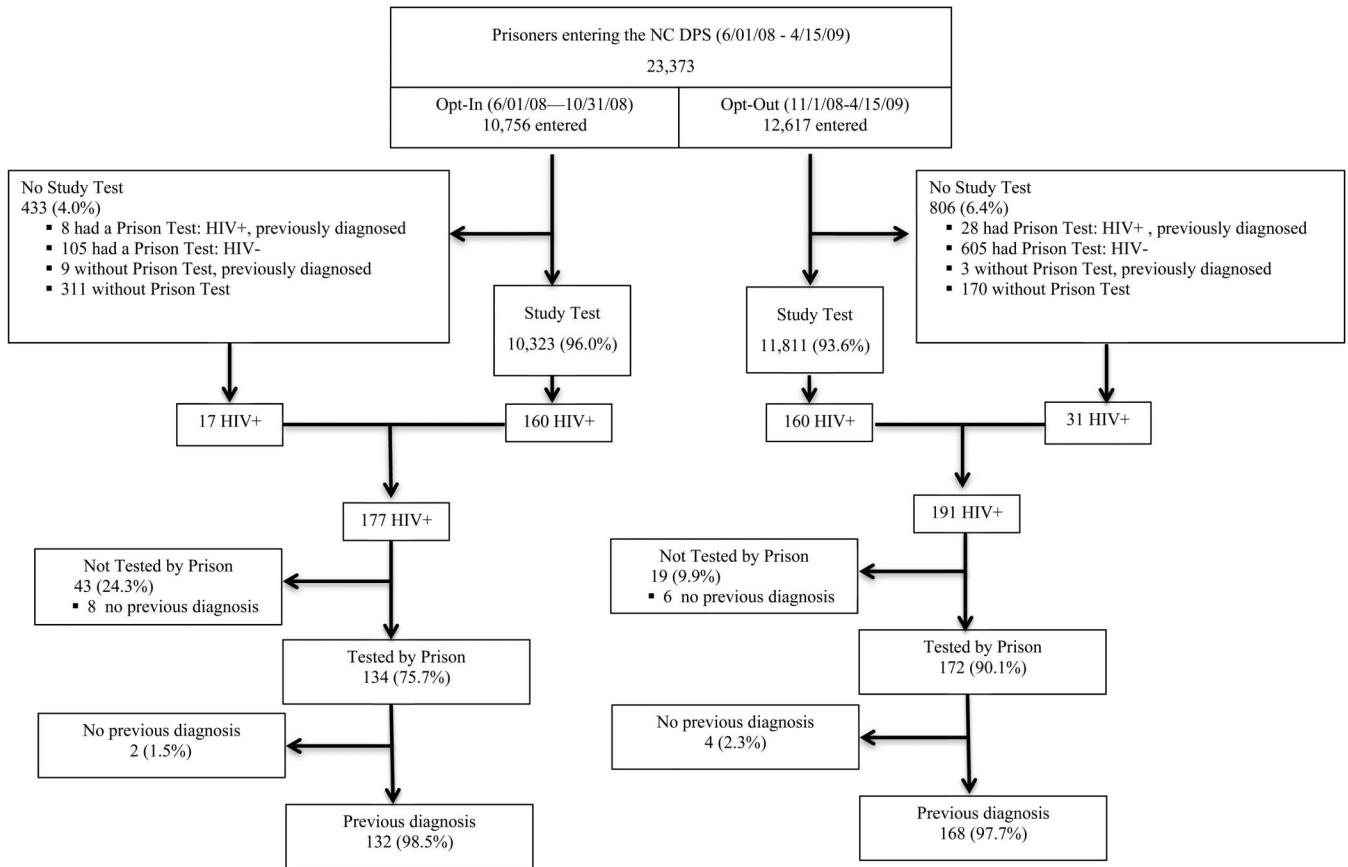 Prisoners entering the NC DPS (6/01/08 - 4/15/09)
23,373
Opt-In (6/01/08—10/31/08)
10,756 entered
Opt-Out (11/1/08-4/15/09)
12,617 entered
No Study Test
433 (4.0%)
▪ 8 had a Prison Test: HIV+, previously diagnosed
▪ 105 had a Prison Test: HIV-
▪ 9 without Prison Test, previously diagnosed
▪ 311 without Prison Test
No Study Test
806 (6.4%)
▪ 28 had Prison Test: HIV+ , previously diagnosed
▪ 605 had Prison Test: HIV-
▪ 3 without Prison Test, previously diagnosed
▪ 170 without Prison Test
Study Test
10,323 (96.0%)
Study Test
11,811 (93.6%)
17 HIV+
160 HIV+
160 HIV+
31 HIV+
177 HIV+
191 HIV+
Not Tested by Prison
43 (24.3%)
▪ 8 no previous diagnosis
Not Tested by Prison
19 (9.9%)
▪ 6 no previous diagnosis
Tested by Prison
134 (75.7%)
Tested by Prison
172 (90.1%)
No previous diagnosis
2 (1.5%)
No previous diagnosis
4 (2.3%)
Previous diagnosis
132 (98.5%)
Previous diagnosis
168 (97.7%)